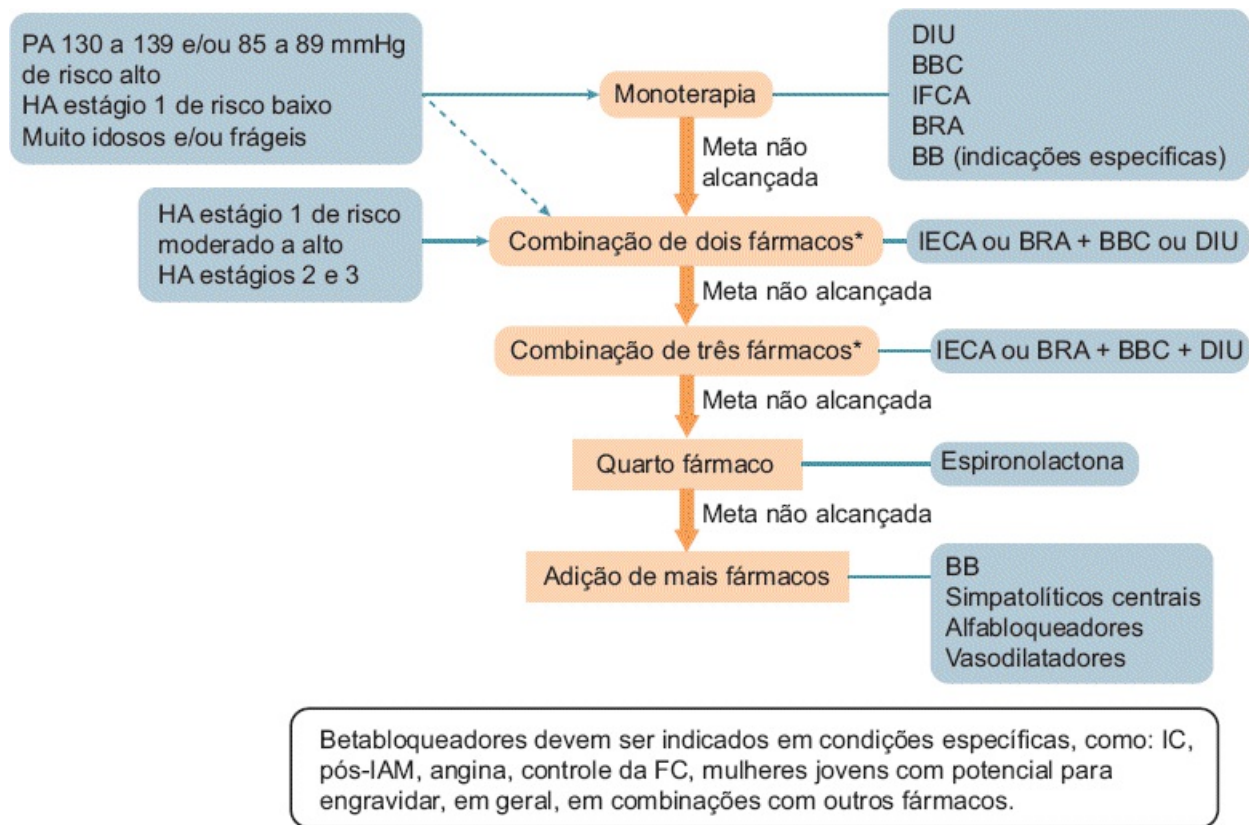 PA 130 a 139 e/ou 85 a 89 mmHg
de risco alto
HA estágio 1 de risco baixo
Muito idosos e/ou frágeis
Monoterapia
DIU
BBC
IFCA
BRA
BB (indicações específicas)
Meta não
alcançada
HA estágio 1 de risco
moderado a alto
HA estágios 2 e 3
Combinação de dois fármacos*
IECA ou BRA + BBC ou DIU
Meta não alcançada
Combinação de três fármacos*
IECA ou BRA + BBC + DIU
Meta não alcançada
Quarto fármaco
Espironolactona
Meta não alcançada
Adição de mais fármacos
BB
Simpatolíticos centrais
Alfabloqueadores
Vasodilatadores
Betabloqueadores devem ser indicados em condições específicas, como: IC,
pós-IAM, angina, controle da FC, mulheres jovens com potencial para
engravidar, em geral, em combinações com outros fármacos.